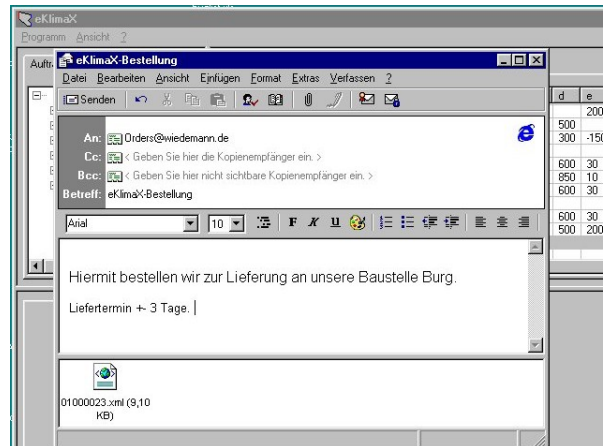 eKlimaX
Programm Ansicht ?
eKlimaX-Bestellung
Datei Bearbeiten Ansicht Einfügen Format Extras Verfassen ?
Senden
An: Orders@wiedemann.de
Cc: < Geben Sie hier die Kopienempfänger ein. >
Bcc: < Geben Sie hier nicht sichtbare Kopienempfänger ein. >
Betreff: eKlimaX-Bestellung
Arial 10 F K U
Hiermit bestellen wir zur Lieferung an unsere Baustelle Burg.
Liefertermin +- 3 Tage.
01000023.xml (9,10
KB)
d e
200
500
300 -150
600 30
850 10
600 30
600 30
500 200